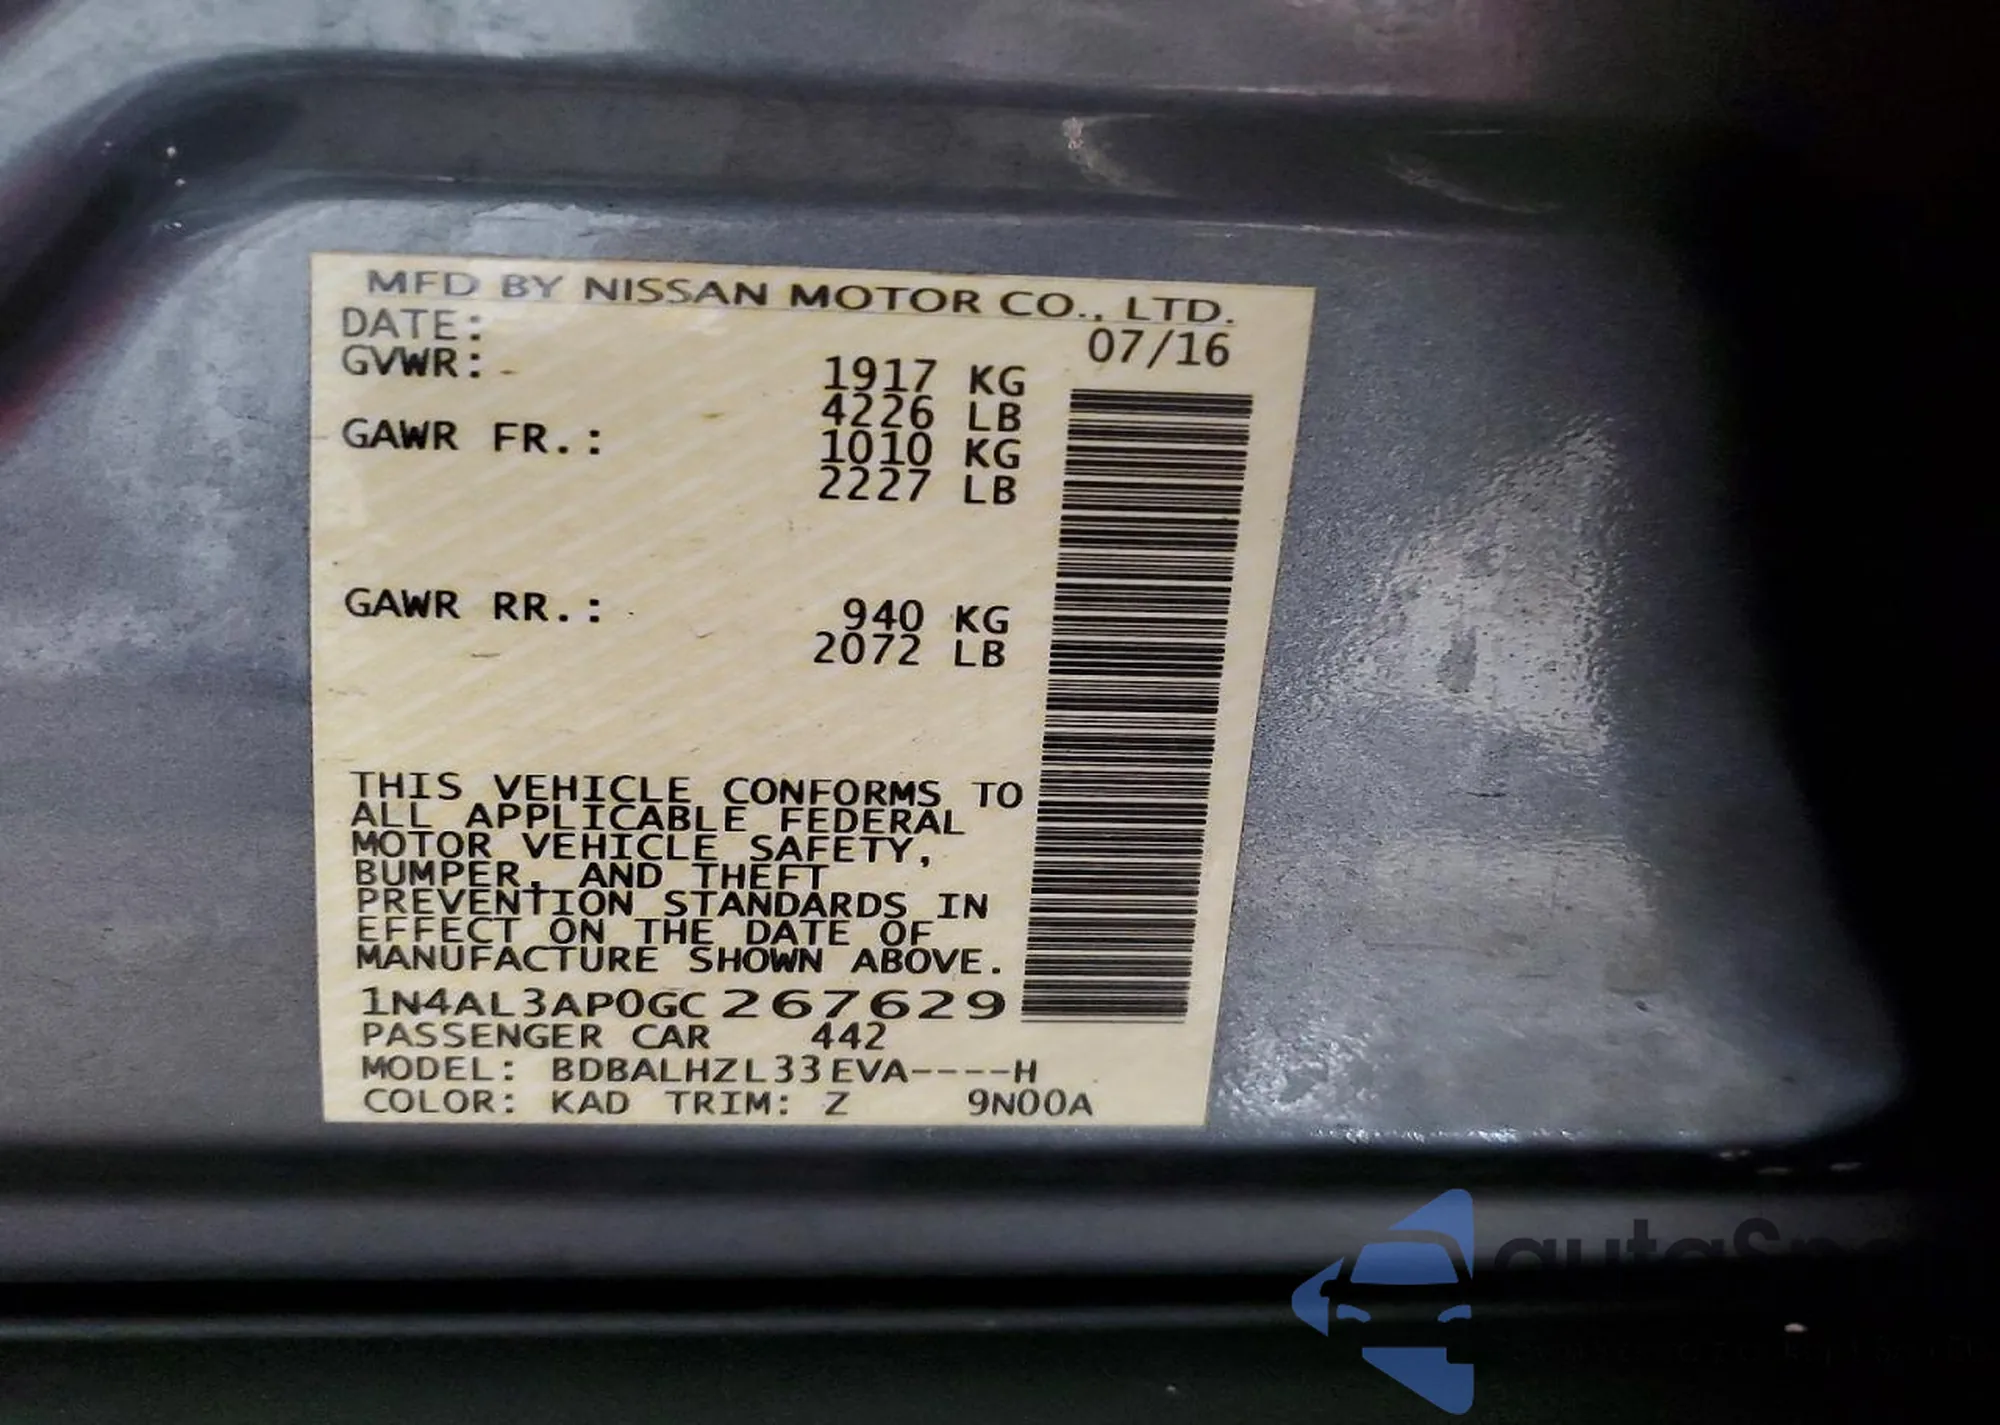 MFD BY NISSAN MOTOR CO., LTD.
DATE: 07/16
GVWR: 1917 KG
4226 LB
GAWR FR.: 1010 KG
2227 LB
GAWR RR.: 940 KG
2072 LB
THIS VEHICLE CONFORMS TO
ALL APPLICABLE FEDERAL
MOTOR VEHICLE SAFETY,
BUMPER, AND THEFT
PREVENTION STANDARDS IN
EFFECT ON THE DATE OF
MANUFACTURE SHOWN ABOVE.
1N4AL3AP0GC267629
PASSENGER CAR 442
MODEL: BDBALHZL33EVA----H
COLOR: KAD TRIM: Z 9N00A